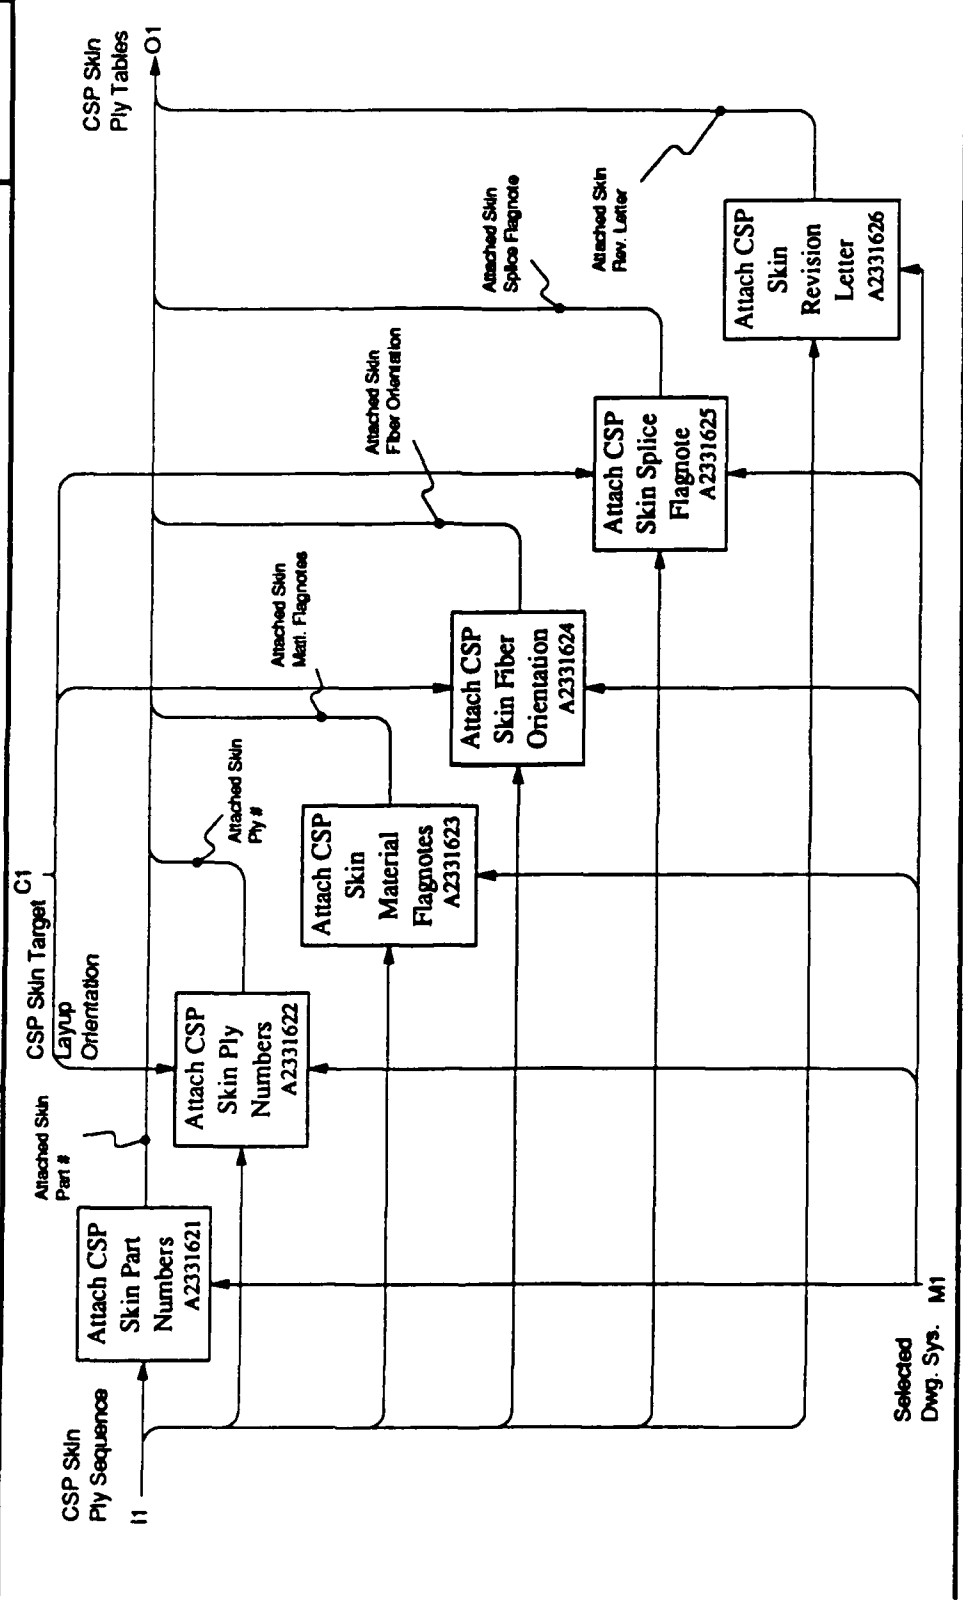 CSP Skin
Ply Sequence
I1
Attach CSP
Skin Part
Numbers
A2331621
Attached Skin
Part #
CSP Skin Target C1
Layup
Orientation
Attach CSP
Skin Ply
Numbers
A2331622
Attached Skin
Ply #
Attach CSP
Skin
Material
Flagnotes
A2331623
Attached Skin
Matl. Flagnotes
Attach CSP
Skin Fiber
Orientation
A2331624
Attached Skin
Fiber Orientation
Attach CSP
Skin Splice
Flagnote
A2331625
Attached Skin
Splice Flagnote
Attach CSP
Skin
Revision
Letter
A2331626
Attached Skin
Rev. Letter
CSP Skin
Ply Tables
O1
Selected
Dwg. Sys. M1